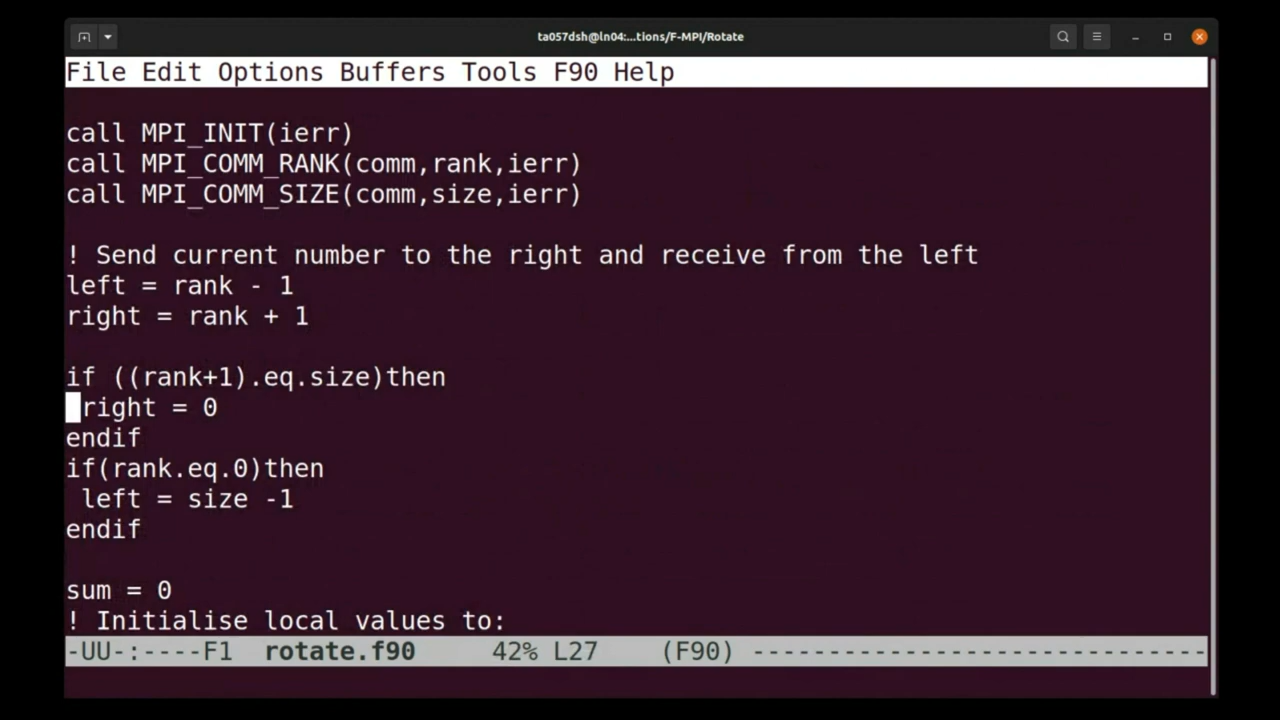 ta057dsh@ln04:...tions/F-MPI/Rotate
File Edit Options Buffers Tools F90 Help
call MPI_INIT(ierr)
call MPI_COMM_RANK(comm,rank,ierr)
call MPI_COMM_SIZE(comm,size,ierr)
! Send current number to the right and receive from the left
left = rank - 1
right = rank + 1
if ((rank+1).eq.size)then
 right = 0
endif
if(rank.eq.0)then
 left = size -1
endif
sum = 0
! Initialise local values to:
-UU-:----F1  rotate.f90     42% L27    (F90) ------------------------------